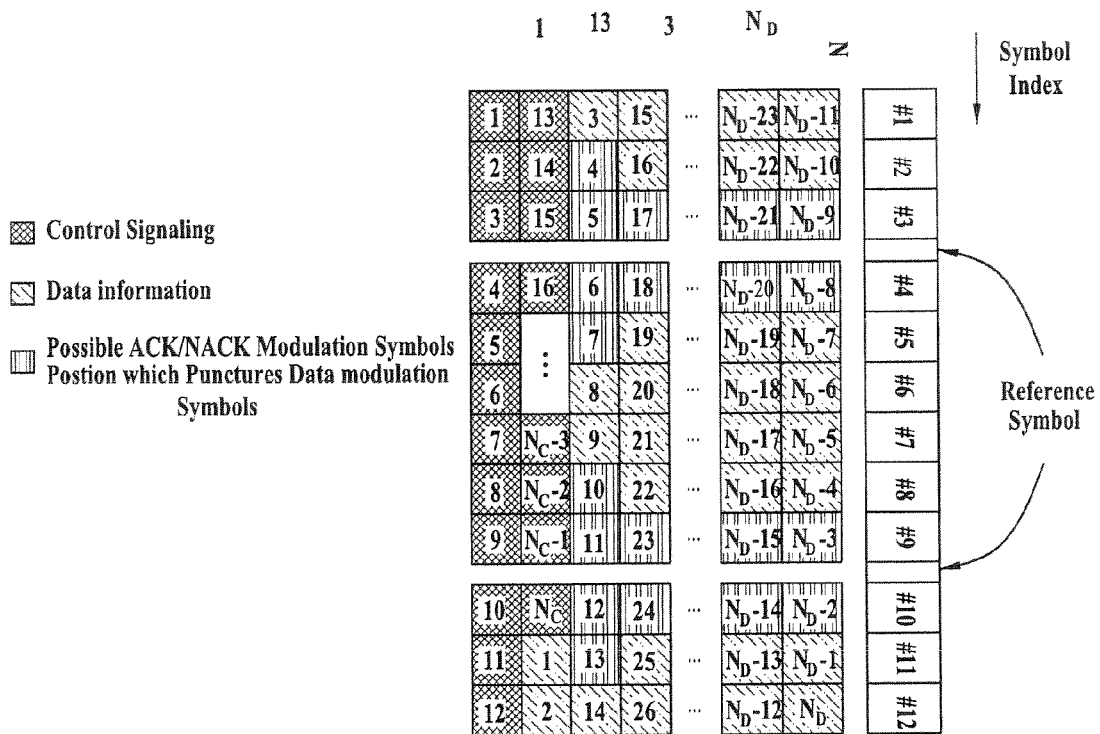 1 13 3 N_D N
Symbol
Index
1 13 3 15 ... N_D-23 N_D-11 #1
2 14 4 16 ... N_D-22 N_D-10 #2
3 15 5 17 ... N_D-21 N_D-9 #3
Control Signaling
4 16 6 18 ... N_D-20 N_D-8 #4
Data information
5 ⋮ 7 19 ... N_D-19 N_D-7 #5
Possible ACK/NACK Modulation Symbols
Postion which Punctures Data modulation
Symbols
6 8 20 ... N_D-18 N_D-6 #6
Reference
Symbol
7 N_C-3 9 21 ... N_D-17 N_D-5 #7
8 N_C-2 10 22 ... N_D-16 N_D-4 #8
9 N_C-1 11 23 ... N_D-15 N_D-3 #9
10 N_C 12 24 ... N_D-14 N_D-2 #10
11 1 13 25 ... N_D-13 N_D-1 #11
12 2 14 26 ... N_D-12 N_D #12